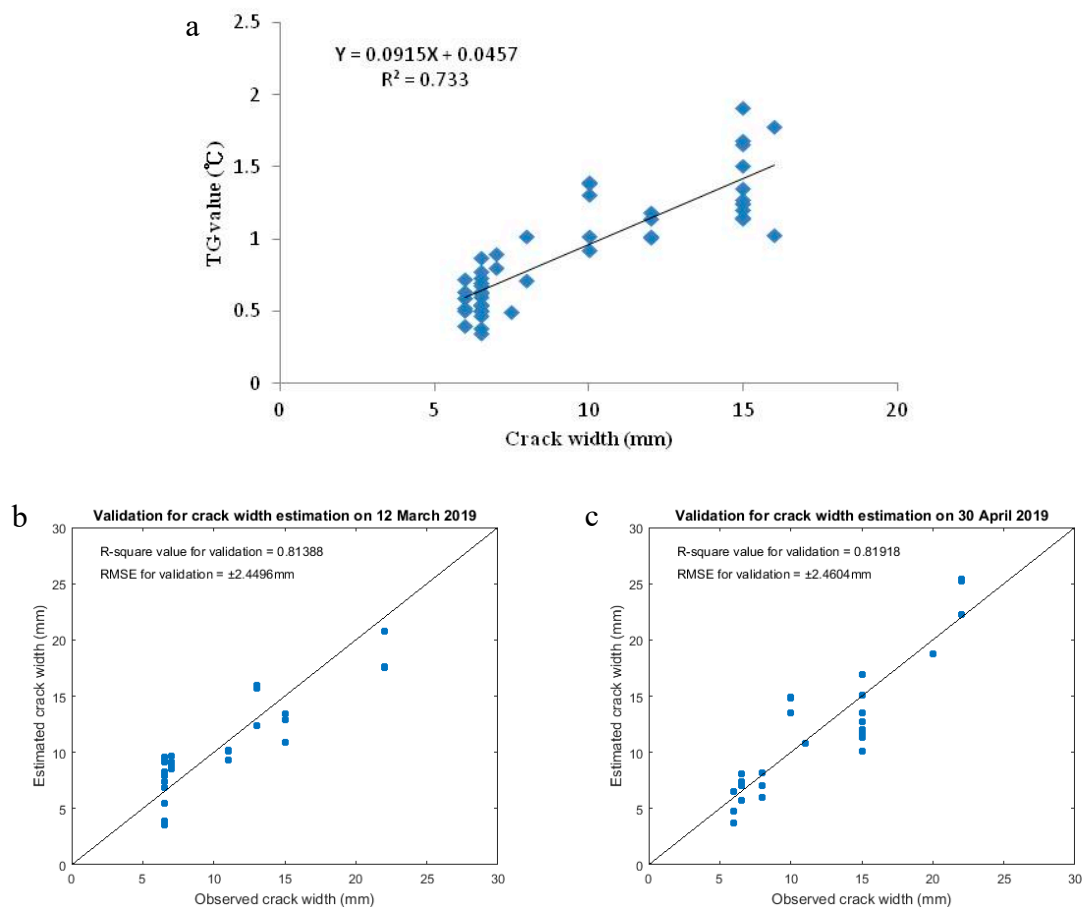 a
Y = 0.0915X + 0.0457
R² = 0.733
TG value (℃)
2.5
2
1.5
1
0.5
0
0 5 10 15 20
Crack width (mm)
b
Validation for crack width estimation on 12 March 2019
R-square value for validation = 0.81388
RMSE for validation = ±2.4496mm
Estimated crack width (mm)
30
25
20
15
10
5
0
0 5 10 15 20 25 30
Observed crack width (mm)
c
Validation for crack width estimation on 30 April 2019
R-square value for validation = 0.81918
RMSE for validation = ±2.4604mm
Estimated crack width (mm)
30
25
20
15
10
5
0
0 5 10 15 20 25 30
Observed crack width (mm)